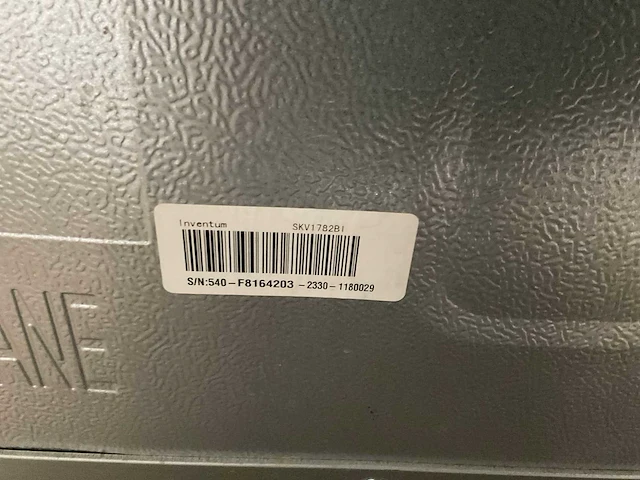 Inventum SKV1782BI
S/N:540-F8164203-2330-1180029
ANE